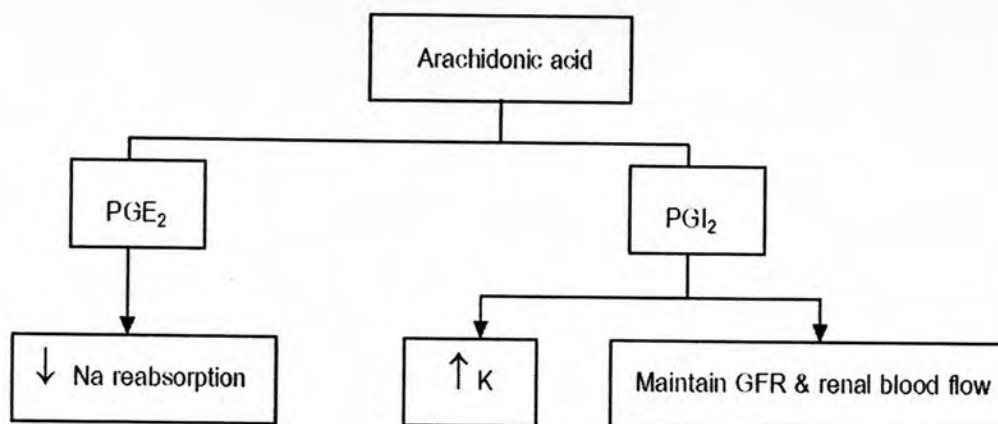 Arachidonic acid
PGE₂
PGI₂
↓ Na reabsorption
↑ K
Maintain GFR & renal blood flow